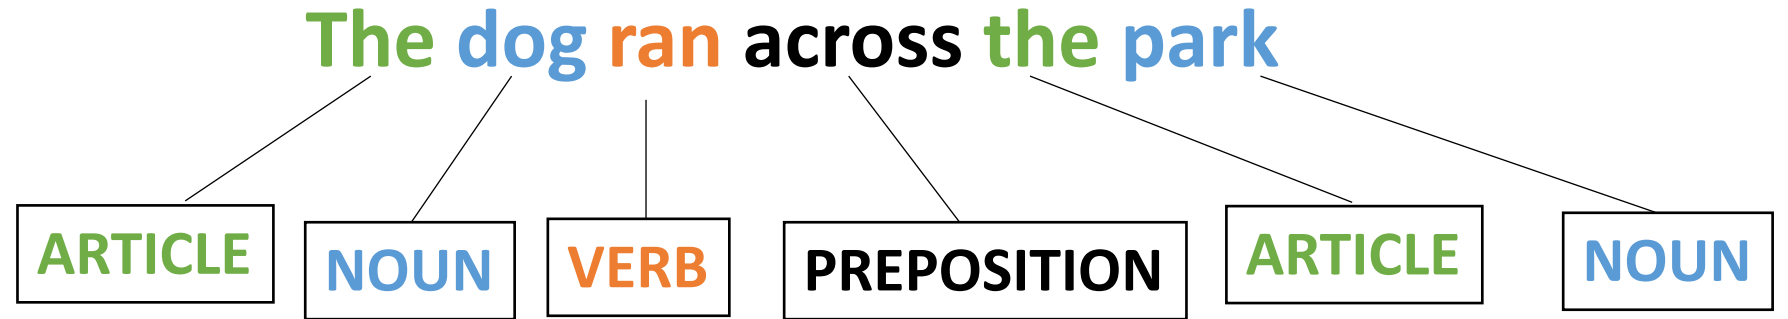 The dog ran across the park
ARTICLE NOUN VERB PREPOSITION ARTICLE NOUN